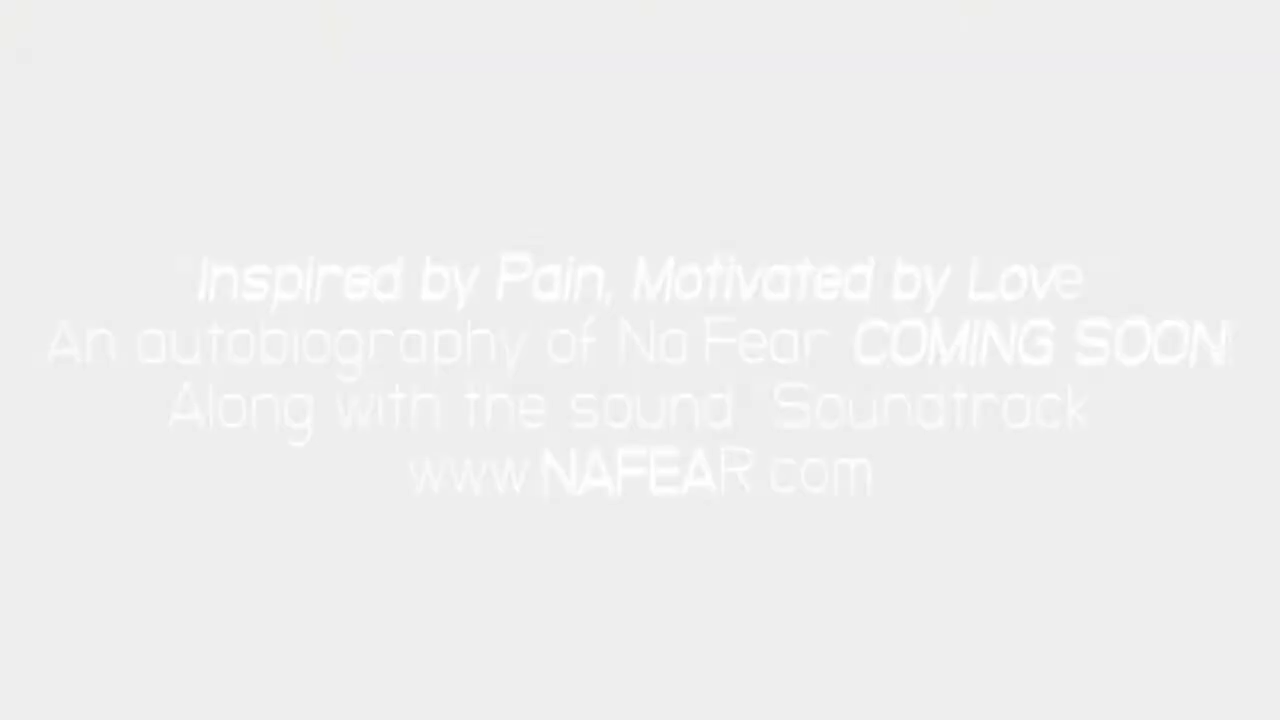 Inspired by Pain, Motivated by Love
An autobiography of Na Fear COMING SOON!
Along with the sound "Soundtrack"
www.NAFEAR.com